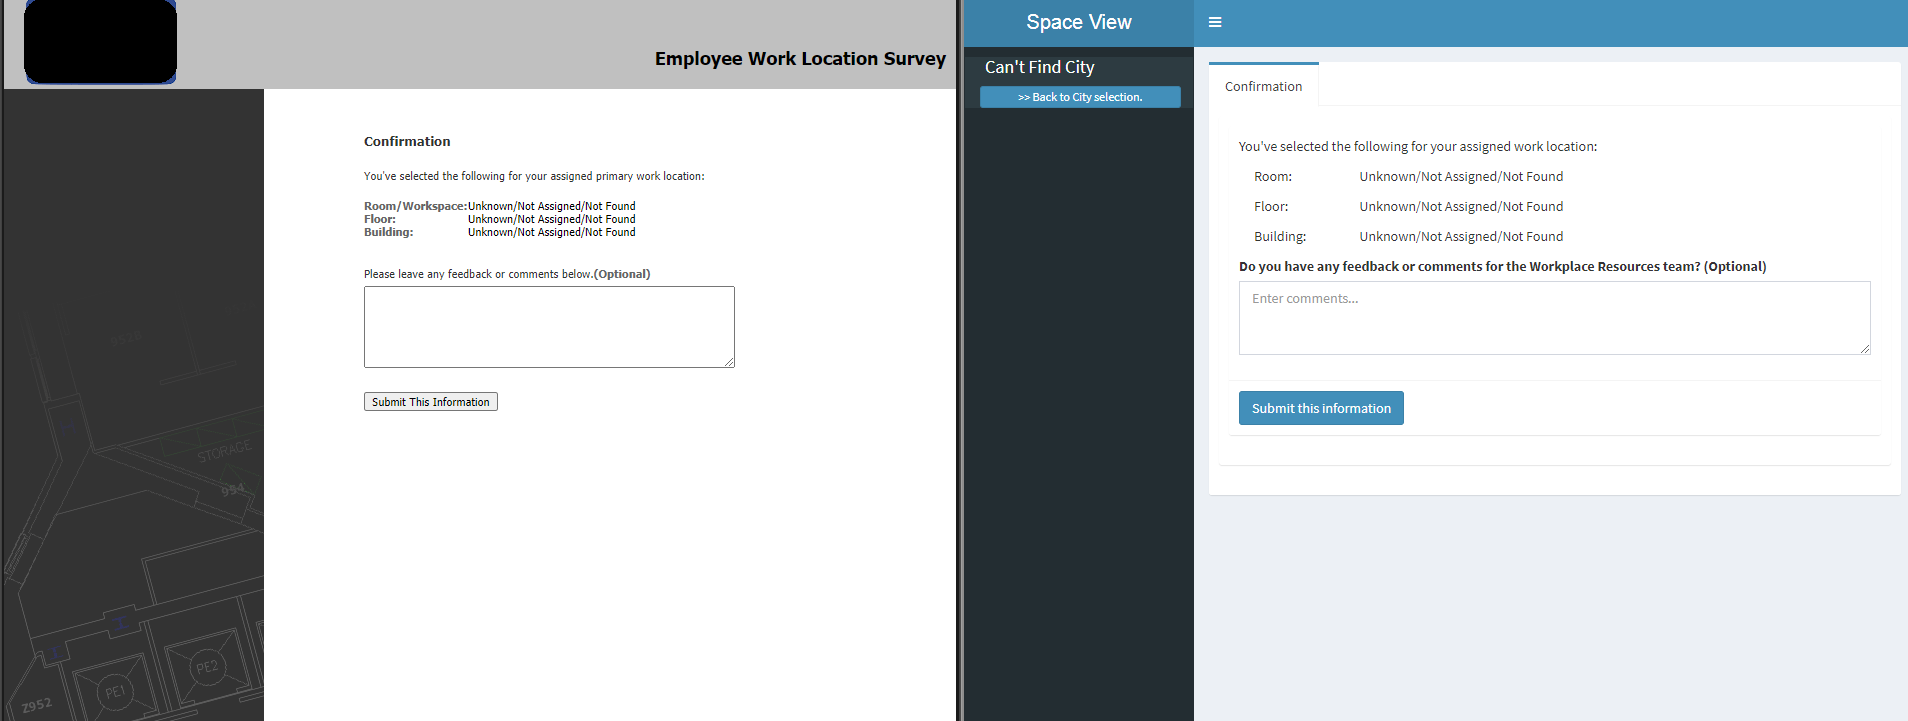 Employee Work Location Survey
Confirmation
You've selected the following for your assigned primary work location:
Room/Workspace:Unknown/Not Assigned/Not Found
Floor: Unknown/Not Assigned/Not Found
Building: Unknown/Not Assigned/Not Found
Please leave any feedback or comments below.(Optional)
Submit This Information
STORAGE
994
PE2
PE1
Z952
Space View
Can't Find City
>> Back to City selection.
Confirmation
You've selected the following for your assigned work location:
Room: Unknown/Not Assigned/Not Found
Floor: Unknown/Not Assigned/Not Found
Building: Unknown/Not Assigned/Not Found
Do you have any feedback or comments for the Workplace Resources team? (Optional)
Enter comments...
Submit this information